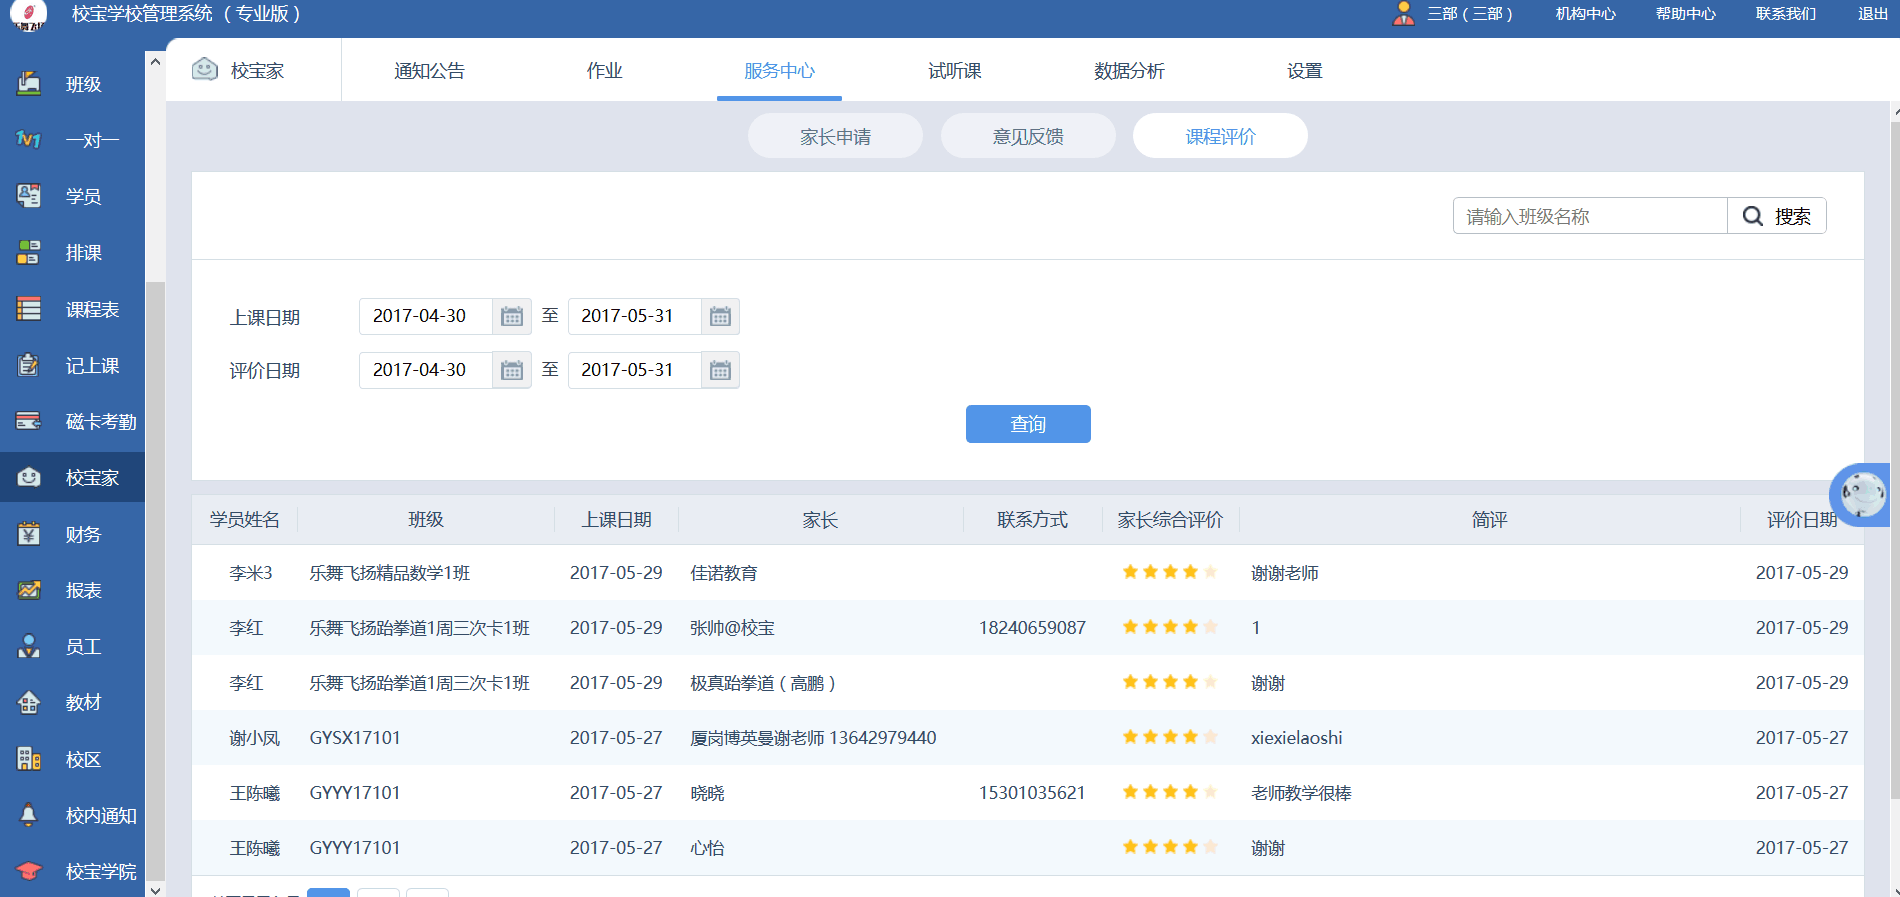 校宝学校管理系统 （专业版）
三部（三部） 机构中心 帮助中心 联系我们 退出
班级
一对一
学员
排课
课程表
记上课
磁卡考勤
校宝家
财务
报表
员工
教材
校区
校内通知
校宝学院
校宝家 通知公告 作业 服务中心 试听课 数据分析 设置
家长申请 意见反馈 课程评价
请输入班级名称 搜索
上课日期 2017-04-30 至 2017-05-31
评价日期 2017-04-30 至 2017-05-31
查询
学员姓名 班级 上课日期 家长 联系方式 家长综合评价 简评 评价日期
李米3 乐舞飞扬精品数学1班 2017-05-29 佳诺教育 谢谢老师 2017-05-29
李红 乐舞飞扬跆拳道1周三次卡1班 2017-05-29 张帅@校宝 18240659087 1 2017-05-29
李红 乐舞飞扬跆拳道1周三次卡1班 2017-05-29 极真跆拳道（高鹏） 谢谢 2017-05-29
谢小凤 GYSX17101 2017-05-27 厦岗博英曼谢老师 13642979440 xiexielaoshi 2017-05-27
王陈曦 GYYY17101 2017-05-27 晓晓 15301035621 老师教学很棒 2017-05-27
王陈曦 GYYY17101 2017-05-27 心怡 谢谢 2017-05-27